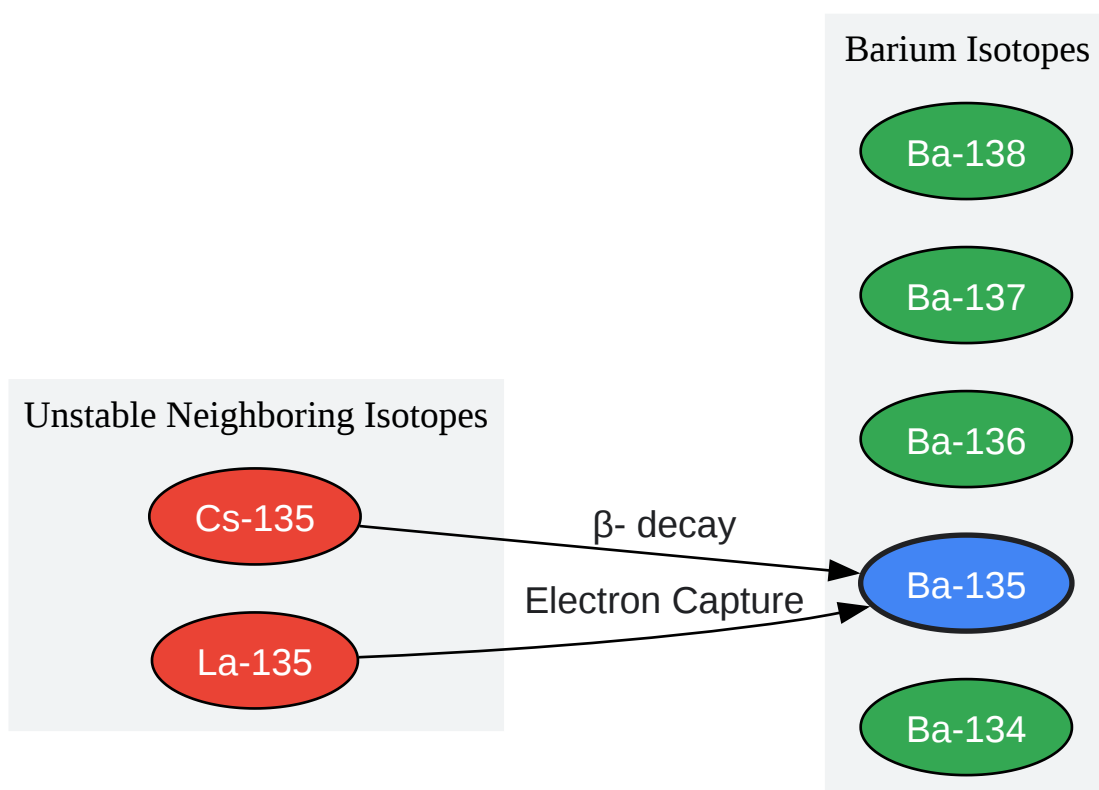 Barium Isotopes
Ba-138
Ba-137
Ba-136
Ba-135
Ba-134
Unstable Neighboring Isotopes
Cs-135
La-135
β- decay
Electron Capture